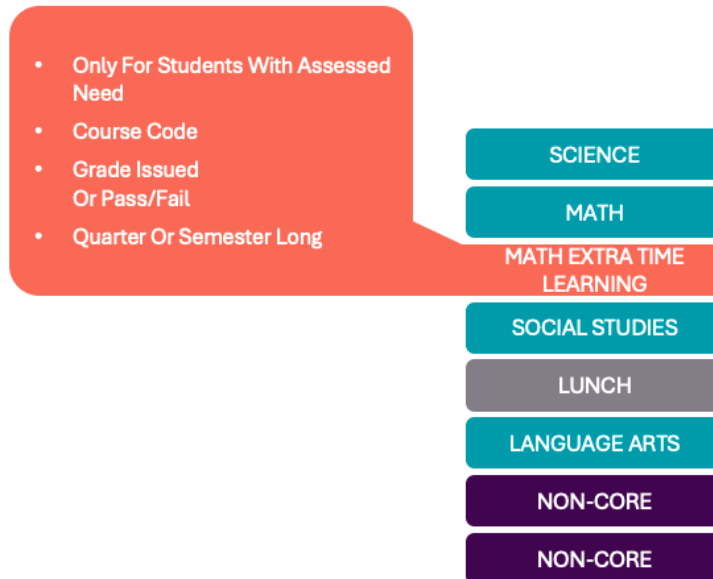 • Only For Students With Assessed
Need
• Course Code
• Grade Issued
Or Pass/Fail
• Quarter Or Semester Long
SCIENCE
MATH
MATH EXTRA TIME
LEARNING
SOCIAL STUDIES
LUNCH
LANGUAGE ARTS
NON-CORE
NON-CORE